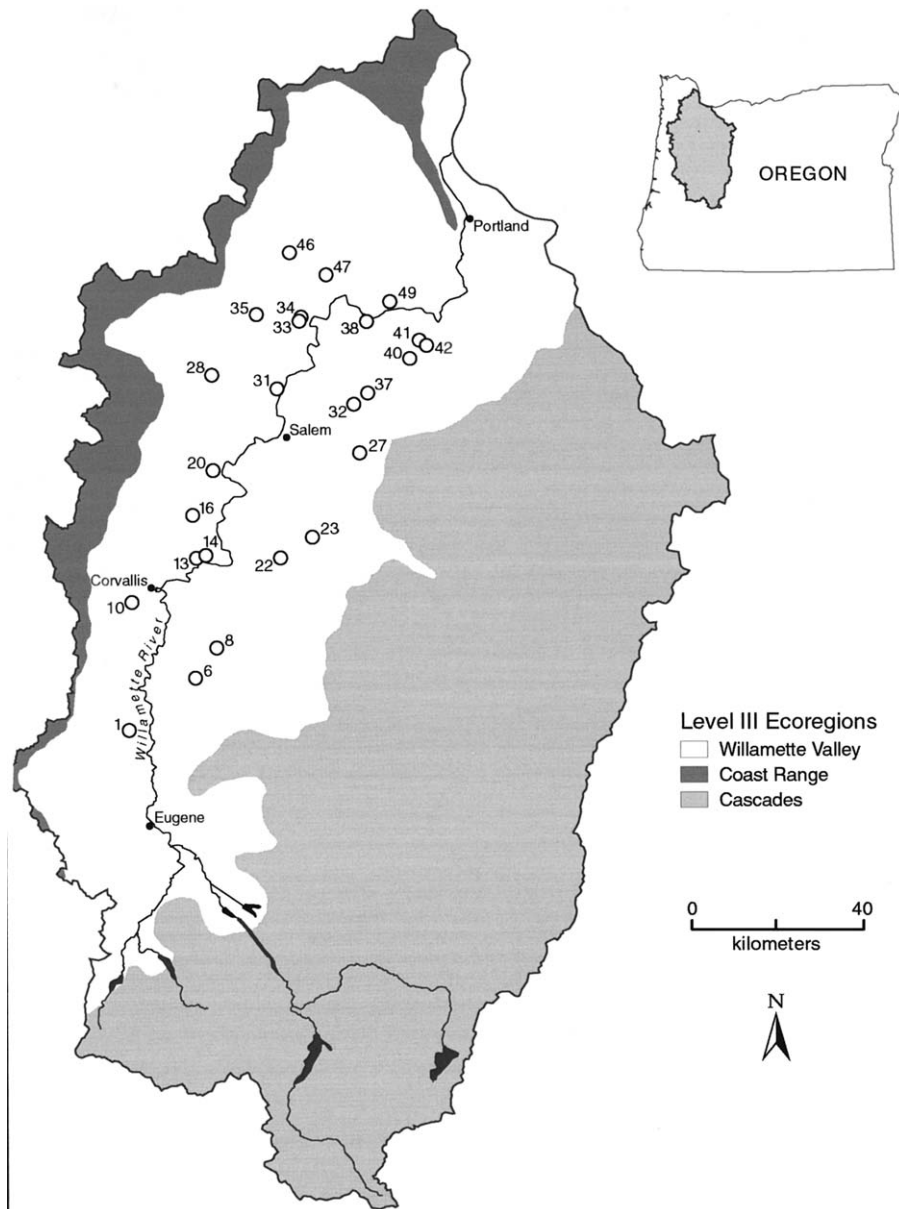 OREGON
Portland
46
47
49
35
34
33
38
41
42
40
28
31
37
32
Salem
27
20
16
23
14
13
22
Corvallis
10
8
6
Willamette River
1
Level III Ecoregions
Willamette Valley
Coast Range
Cascades
Eugene
0 40
kilometers
N